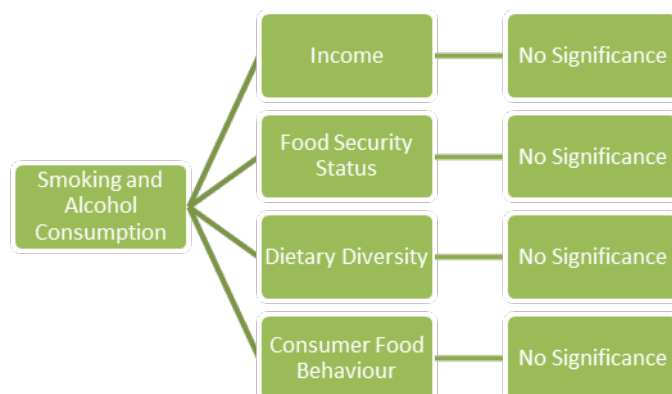 Income
No Significance
Food Security
Status
No Significance
Smoking and
Alcohol
Consumption
Dietary Diversity
No Significance
Consumer Food
Behaviour
No Significance